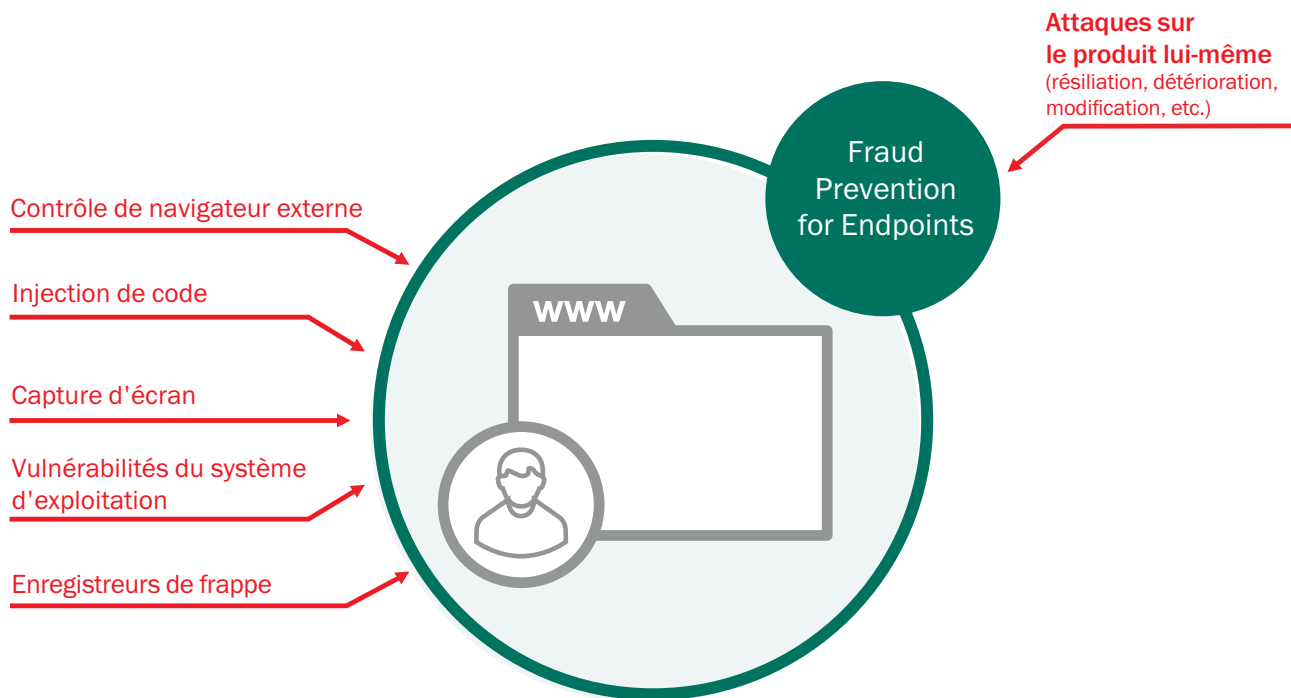 Attaques sur
le produit lui-même
(résiliation, détérioration,
modification, etc.)
Fraud
Prevention
for Endpoints
Contrôle de navigateur externe
Injection de code
www
Capture d'écran
Vulnérabilités du système
d'exploitation
Enregistreurs de frappe